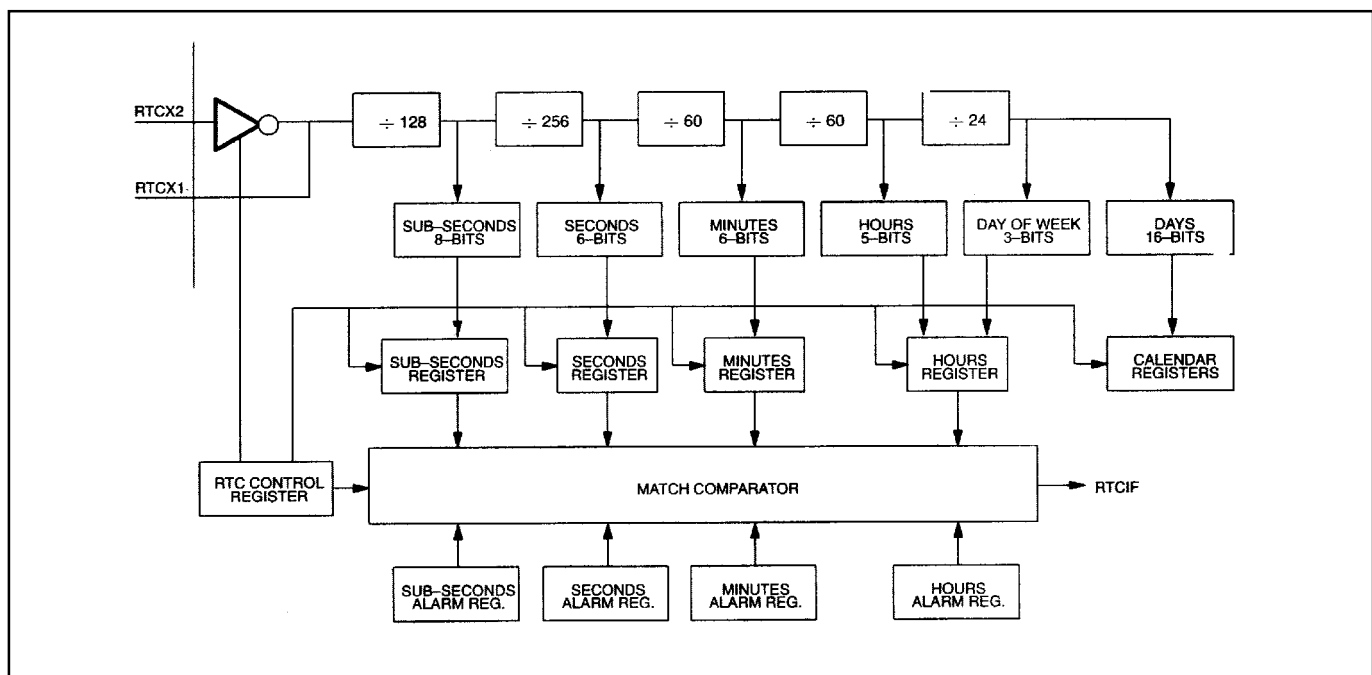 RTCX2
÷ 128
÷ 256
÷ 60
÷ 60
÷ 24
RTCX1
SUB–SECONDS
8–BITS
SECONDS
6–BITS
MINUTES
6–BITS
HOURS
5–BITS
DAY OF WEEK
3–BITS
DAYS
16–BITS
SUB–SECONDS
REGISTER
SECONDS
REGISTER
MINUTES
REGISTER
HOURS
REGISTER
CALENDAR
REGISTERS
RTC CONTROL
REGISTER
MATCH COMPARATOR
RTCIF
SUB–SECONDS
ALARM REG.
SECONDS
ALARM REG.
MINUTES
ALARM REG.
HOURS
ALARM REG.